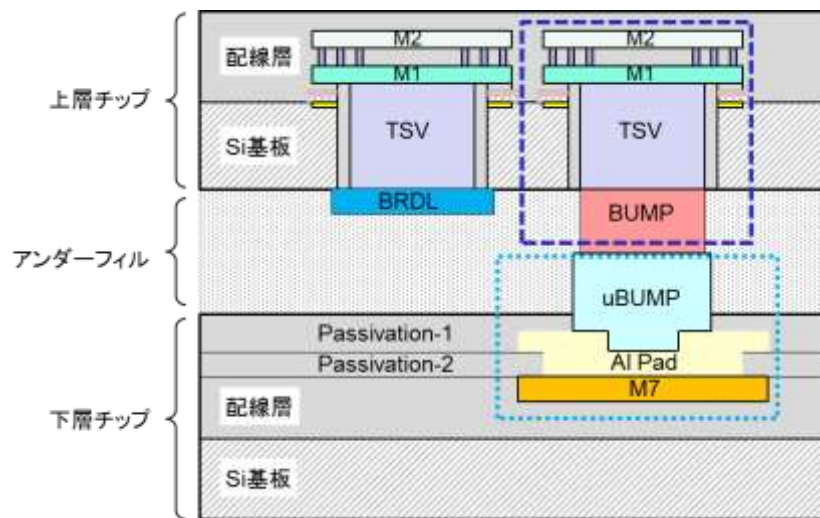 上層チップ
配線層
M2
M1
M2
M1
Si基板
TSV
TSV
アンダーフィル
BRDL
BUMP
uBUMP
下層チップ
Passivation-1
Passivation-2
Al Pad
M7
配線層
Si基板